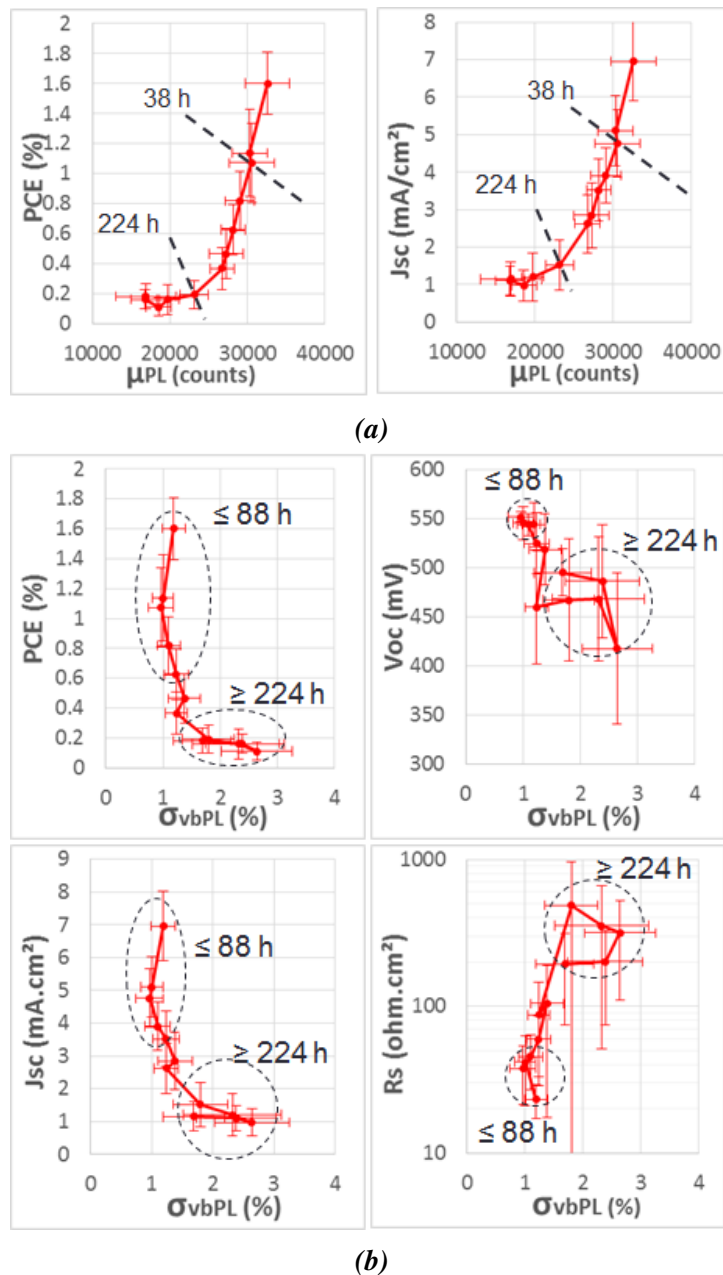 PCE (%)
2
1.8
1.6
1.4
1.2
1
0.8
0.6
0.4
0.2
0
38 h
224 h
10000 20000 30000 40000
μPL (counts)
Jsc (mA/cm²)
8
7
6
5
4
3
2
1
0
38 h
224 h
10000 20000 30000 40000
μPL (counts)
(a)
PCE (%)
2
1.8
1.6
1.4
1.2
1
0.8
0.6
0.4
0.2
0
≤ 88 h
≥ 224 h
0 1 2 3 4
σvbPL (%)
Voc (mV)
600
550
500
450
400
350
300
≤ 88 h
≥ 224 h
0 1 2 3 4
σvbPL (%)
Jsc (mA.cm²)
9
8
7
6
5
4
3
2
1
0
≤ 88 h
≥ 224 h
0 1 2 3 4
σvbPL (%)
Rs (ohm.cm²)
1000
100
10
≥ 224 h
≤ 88 h
0 1 2 3 4
σvbPL (%)
(b)